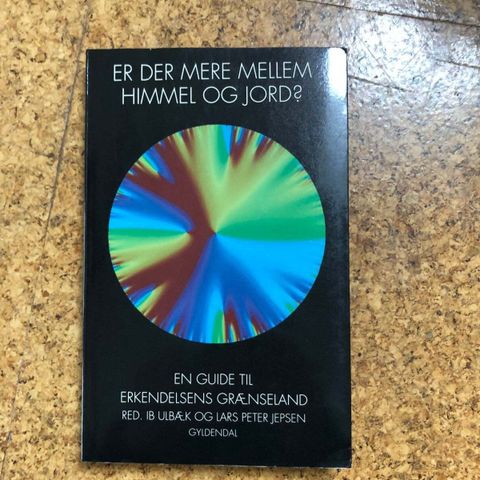 ER DER MERE MELLEM
HIMMEL OG JORD?
EN GUIDE TIL
ERKENDELSENS GRÆNSELAND
RED. IB ULBÆK OG LARS PETER JEPSEN
GYLDENDAL